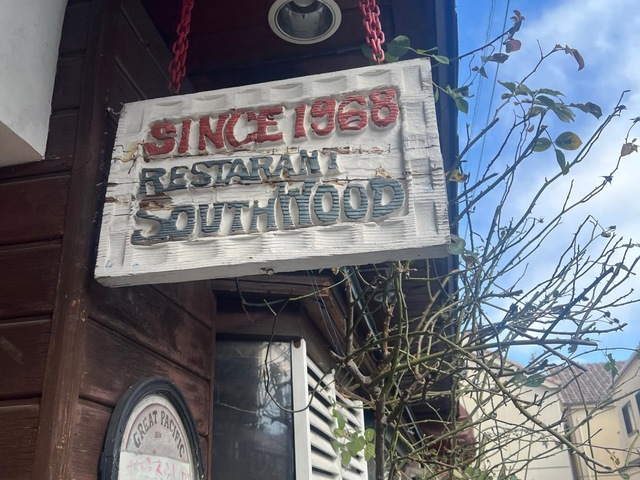 SINCE 1968
RESTARANT
SOUTHWOOD
GREAT PACIFIC